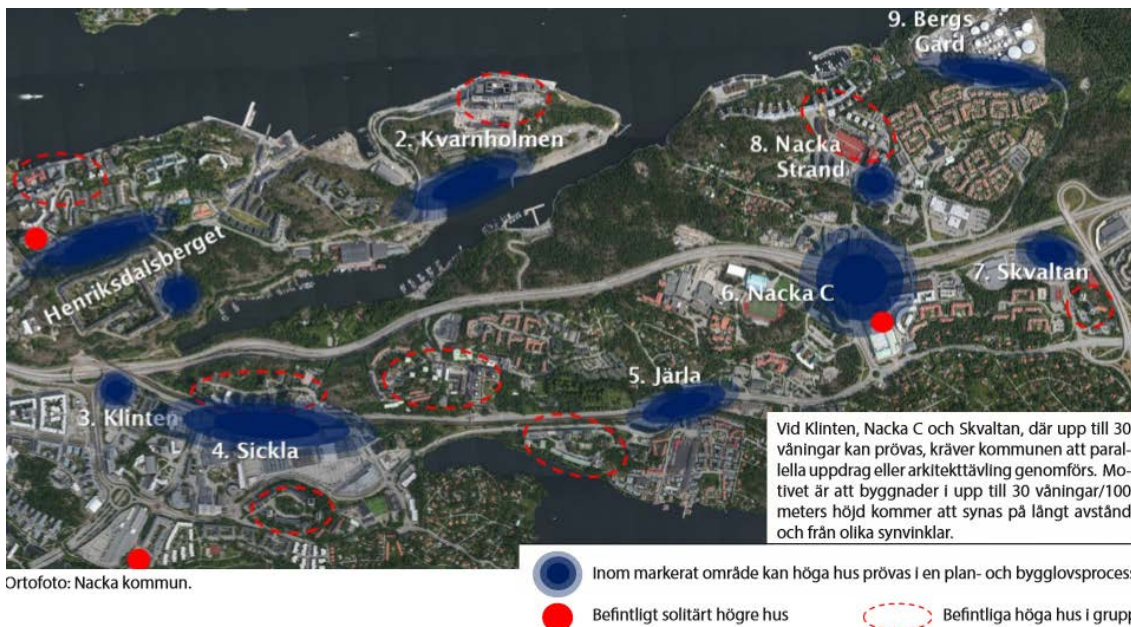 9. Bergs
Gård
2. Kvarnholmen
8. Nacka
Strand
1. Henriksdalsberget
7. Skvaltan
6. Nacka C
5. Järla
3. Klinten
4. Sickla
Vid Klinten, Nacka C och Skvaltan, där upp till 30
våningar kan prövas, kräver kommunen att paral-
lella uppdrag eller arkitekttävling genomförs. Mo-
tivet är att byggnader i upp till 30 våningar/100
meters höjd kommer att synas på långt avstånd
och från olika synvinklar.
Ortofoto: Nacka kommun.
Inom markerat område kan höga hus prövas i en plan- och bygglovsprocess
Befintligt solitärt högre hus
Befintliga höga hus i grupp